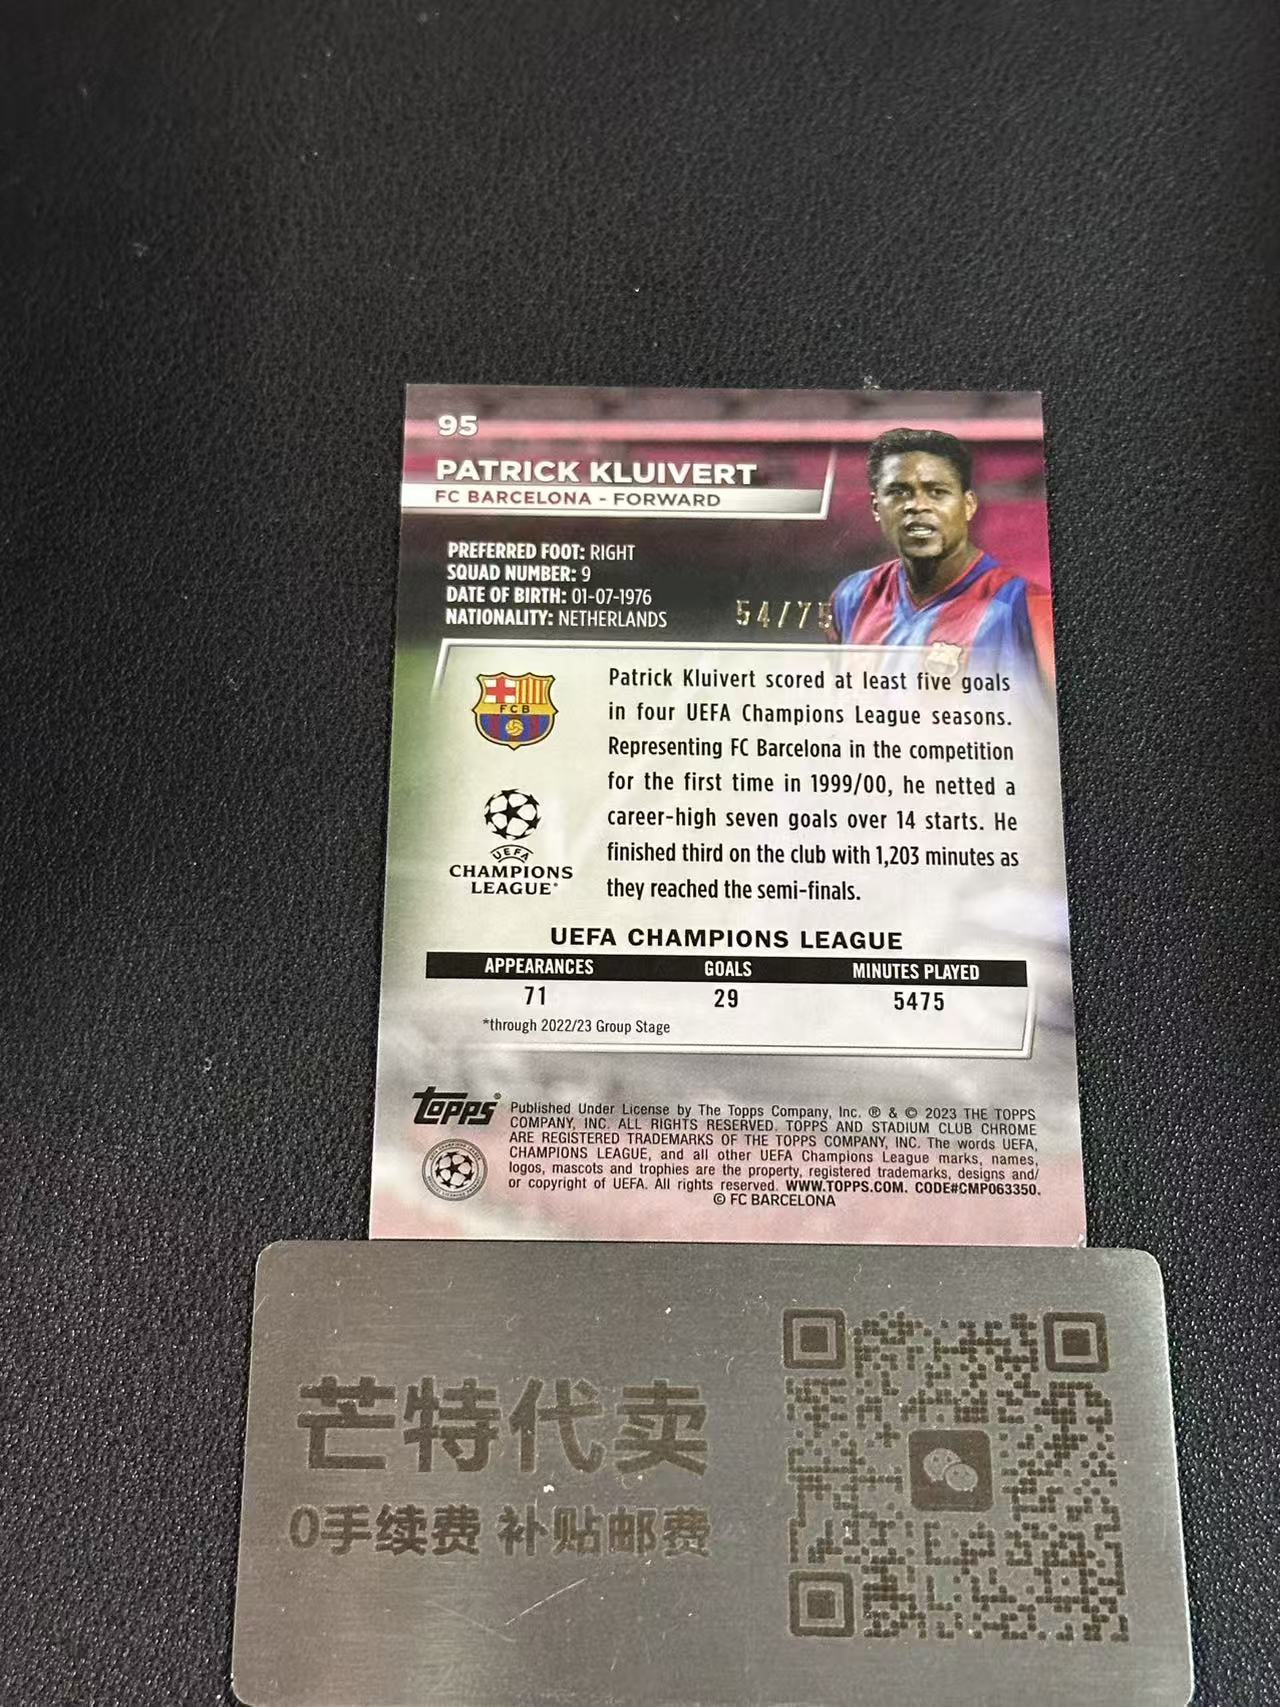 95
PATRICK KLUIVERT
FC BARCELONA - FORWARD
PREFERRED FOOT: RIGHT
SQUAD NUMBER: 9
DATE OF BIRTH: 01-07-1976
NATIONALITY: NETHERLANDS
54/75
FCB
Patrick Kluivert scored at least five goals
in four UEFA Champions League seasons.
Representing FC Barcelona in the competition
for the first time in 1999/00, he netted a
career-high seven goals over 14 starts. He
finished third on the club with 1,203 minutes as
they reached the semi-finals.
UEFA
CHAMPIONS
LEAGUE®
UEFA CHAMPIONS LEAGUE
APPEARANCES GOALS MINUTES PLAYED
71 29 5475
*through 2022/23 Group Stage
topps®
Published Under License by The Topps Company, Inc. ® & © 2023 THE TOPPS
COMPANY, INC. ALL RIGHTS RESERVED. TOPPS AND STADIUM CLUB CHROME
ARE REGISTERED TRADEMARKS OF THE TOPPS COMPANY, INC. The words UEFA,
CHAMPIONS LEAGUE, and all other UEFA Champions League marks, names,
logos, mascots and trophies are the property, registered trademarks, designs and/
or copyright of UEFA. All rights reserved. WWW.TOPPS.COM. CODE#CMP063350.
© FC BARCELONA
芒特代卖
0手续费 补贴邮费